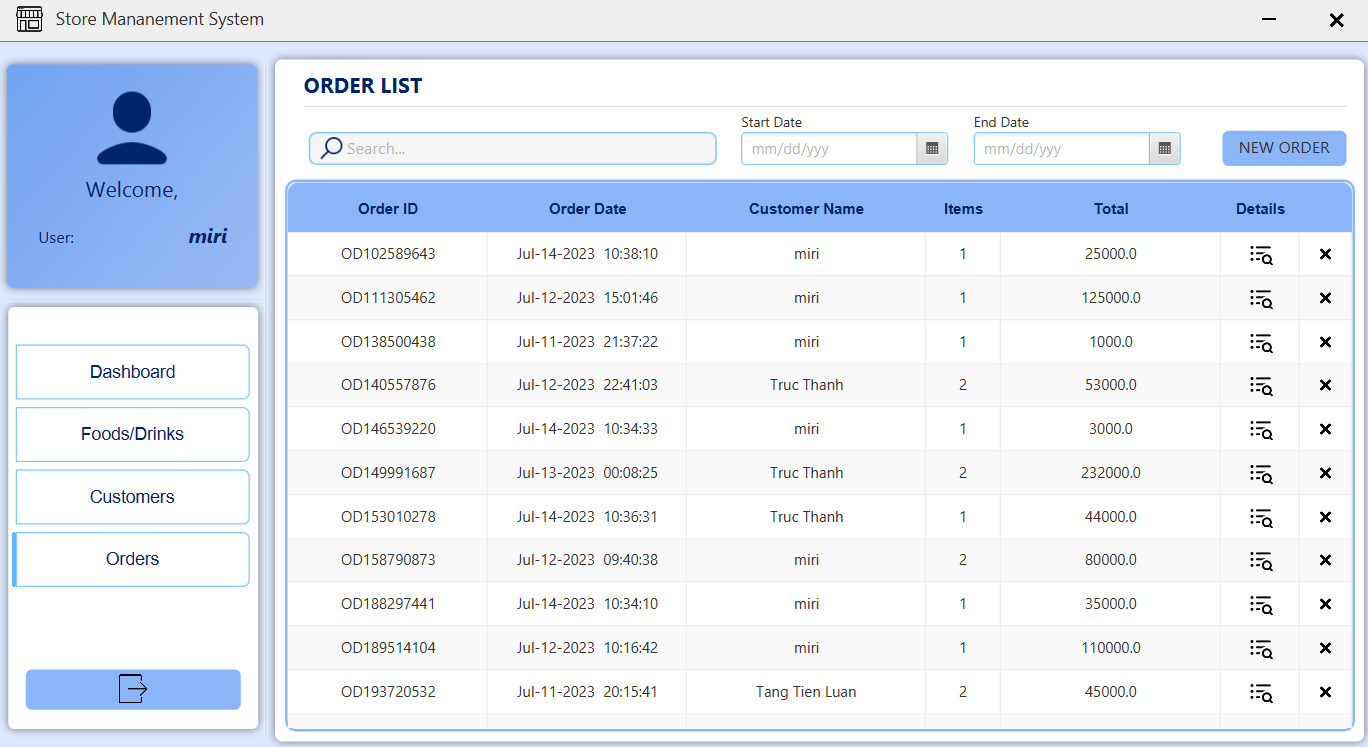 Store Mananement System
Welcome,
User: miri
Dashboard
Foods/Drinks
Customers
Orders
ORDER LIST
Start Date End Date
Search... mm/dd/yyy mm/dd/yyy NEW ORDER
Order ID Order Date Customer Name Items Total Details
OD102589643 Jul-14-2023 10:38:10 miri 1 25000.0
OD111305462 Jul-12-2023 15:01:46 miri 1 125000.0
OD138500438 Jul-11-2023 21:37:22 miri 1 1000.0
OD140557876 Jul-12-2023 22:41:03 Truc Thanh 2 53000.0
OD146539220 Jul-14-2023 10:34:33 miri 1 3000.0
OD149991687 Jul-13-2023 00:08:25 Truc Thanh 2 232000.0
OD153010278 Jul-14-2023 10:36:31 Truc Thanh 1 44000.0
OD158790873 Jul-12-2023 09:40:38 miri 2 80000.0
OD188297441 Jul-14-2023 10:34:10 miri 1 35000.0
OD189514104 Jul-12-2023 10:16:42 miri 1 110000.0
OD193720532 Jul-11-2023 20:15:41 Tang Tien Luan 2 45000.0